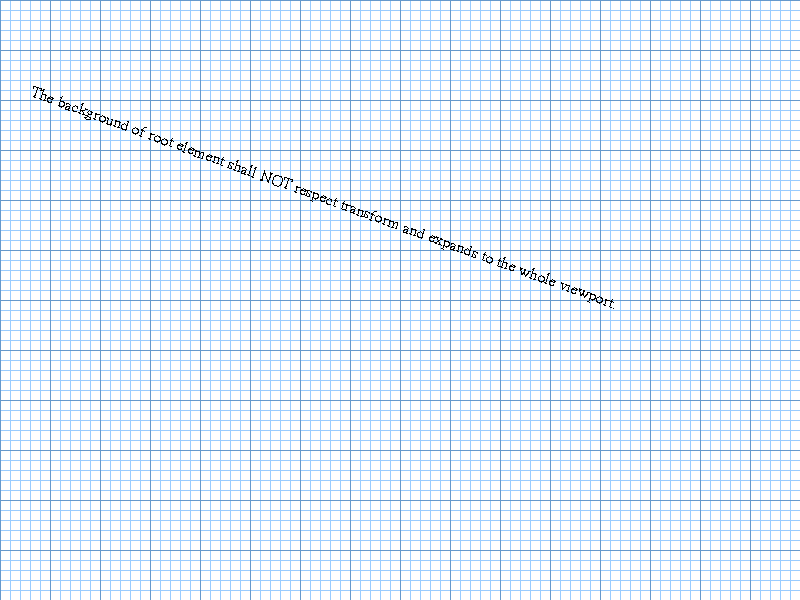 The background of root element shall NOT respect transform and expands to the whole viewport.